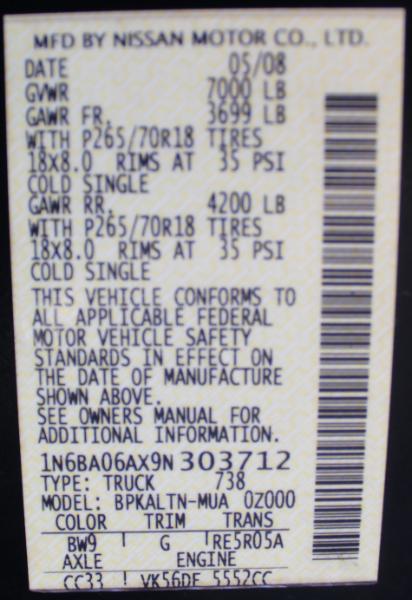 MFD BY NISSAN MOTOR CO., LTD.
DATE 05/08
GVWR 7000 LB
GAWR FR. 3699 LB
WITH P265/70R18 TIRES
18X8.0 RIMS AT 35 PSI
COLD SINGLE
GAWR RR. 4200 LB
WITH P265/70R18 TIRES
18X8.0 RIMS AT 35 PSI
COLD SINGLE
THIS VEHICLE CONFORMS TO
ALL APPLICABLE FEDERAL
MOTOR VEHICLE SAFETY
STANDARDS IN EFFECT ON
THE DATE OF MANUFACTURE
SHOWN ABOVE.
SEE OWNERS MANUAL FOR
ADDITIONAL INFORMATION.
1N6BA06AX9N303712
TYPE: TRUCK 738
MODEL: BPKALTN-MUA 0Z000
COLOR TRIM TRANS
BW9 G RE5R05A
AXLE ENGINE
CC33 VK56DE 5552CC